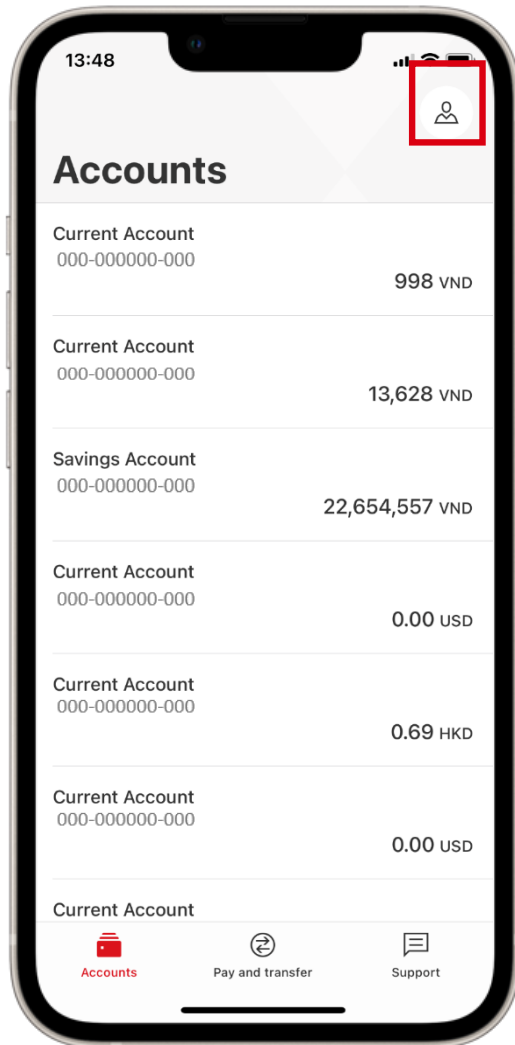 13:48
Accounts
Current Account
000-000000-000
998 VND
Current Account
000-000000-000
13,628 VND
Savings Account
000-000000-000
22,654,557 VND
Current Account
000-000000-000
0.00 USD
Current Account
000-000000-000
0.69 HKD
Current Account
000-000000-000
0.00 USD
Current Account
Accounts Pay and transfer Support